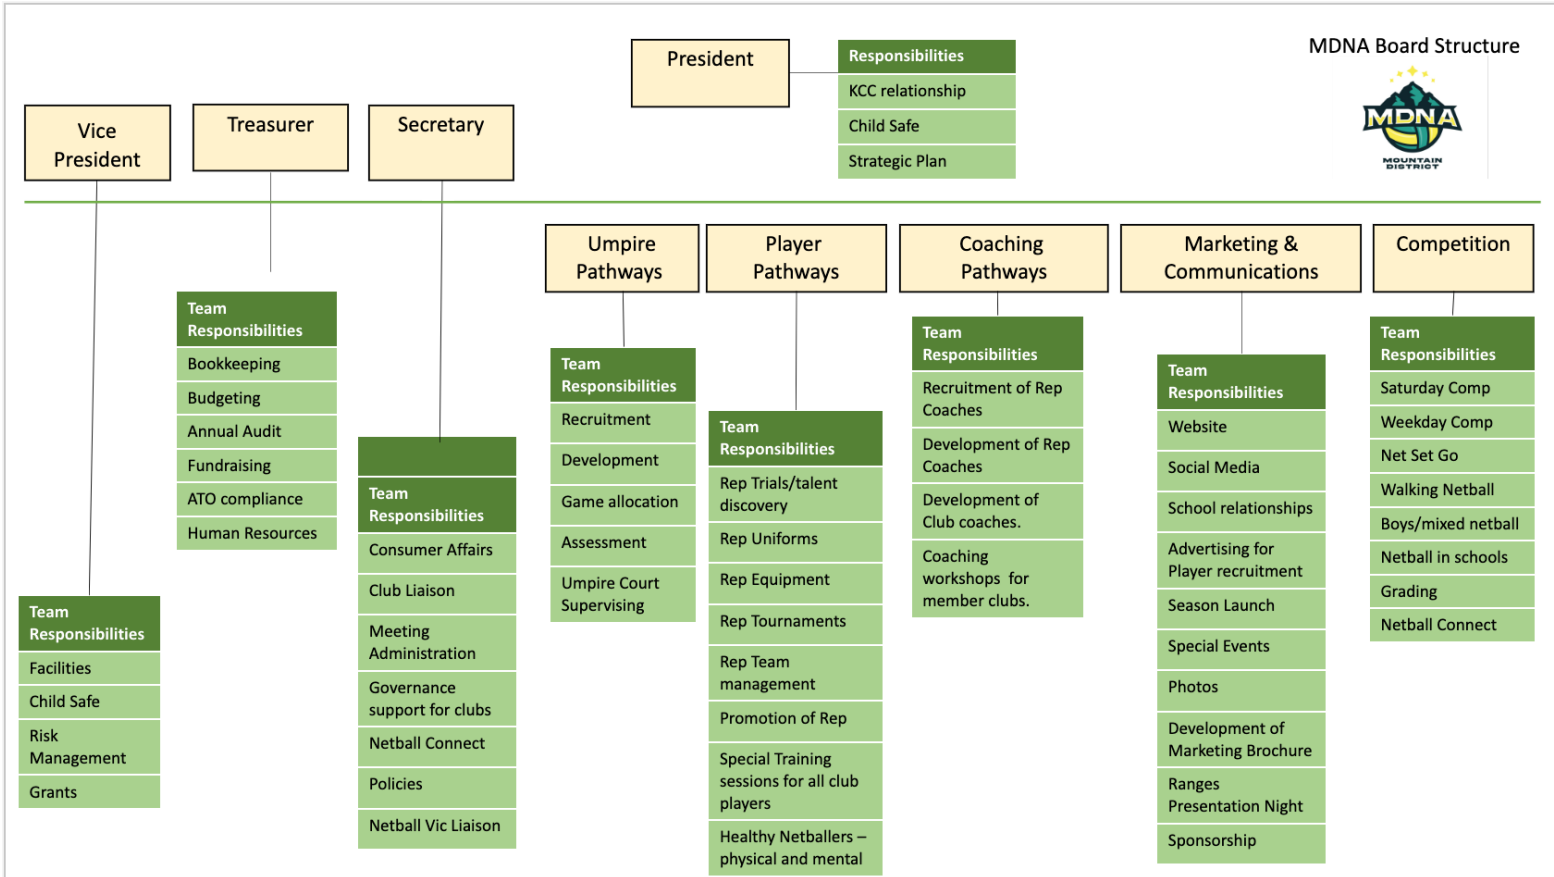 MDNA Board Structure
MDNA
MOUNTAIN
DISTRICT
President
Responsibilities
KCC relationship
Child Safe
Strategic Plan
Vice
President
Team
Responsibilities
Facilities
Child Safe
Risk
Management
Grants
Treasurer
Team
Responsibilities
Bookkeeping
Budgeting
Annual Audit
Fundraising
ATO compliance
Human Resources
Secretary
Team
Responsibilities
Consumer Affairs
Club Liaison
Meeting
Administration
Governance
support for clubs
Netball Connect
Policies
Netball Vic Liaison
Umpire
Pathways
Team
Responsibilities
Recruitment
Development
Game allocation
Assessment
Umpire Court
Supervising
Player
Pathways
Team
Responsibilities
Rep Trials/talent
discovery
Rep Uniforms
Rep Equipment
Rep Tournaments
Rep Team
management
Promotion of Rep
Special Training
sessions for all club
players
Healthy Netballers –
physical and mental
Coaching
Pathways
Team
Responsibilities
Recruitment of Rep
Coaches
Development of Rep
Coaches
Development of
Club coaches.
Coaching
workshops for
member clubs.
Marketing &
Communications
Team
Responsibilities
Website
Social Media
School relationships
Advertising for
Player recruitment
Season Launch
Special Events
Photos
Development of
Marketing Brochure
Ranges
Presentation Night
Sponsorship
Competition
Team
Responsibilities
Saturday Comp
Weekday Comp
Net Set Go
Walking Netball
Boys/mixed netball
Netball in schools
Grading
Netball Connect